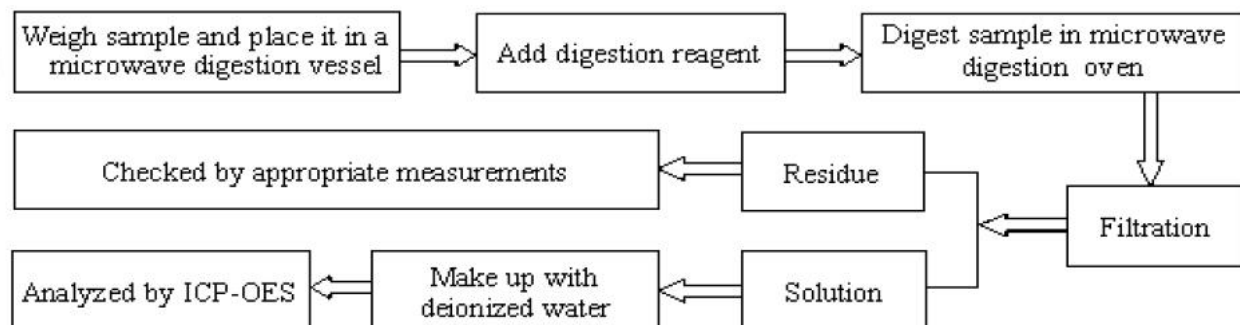 Weigh sample and place it in a
microwave digestion vessel
Add digestion reagent
Digest sample in microwave
digestion oven
Filtration
Residue
Checked by appropriate measurements
Solution
Make up with
deionized water
Analyzed by ICP-OES